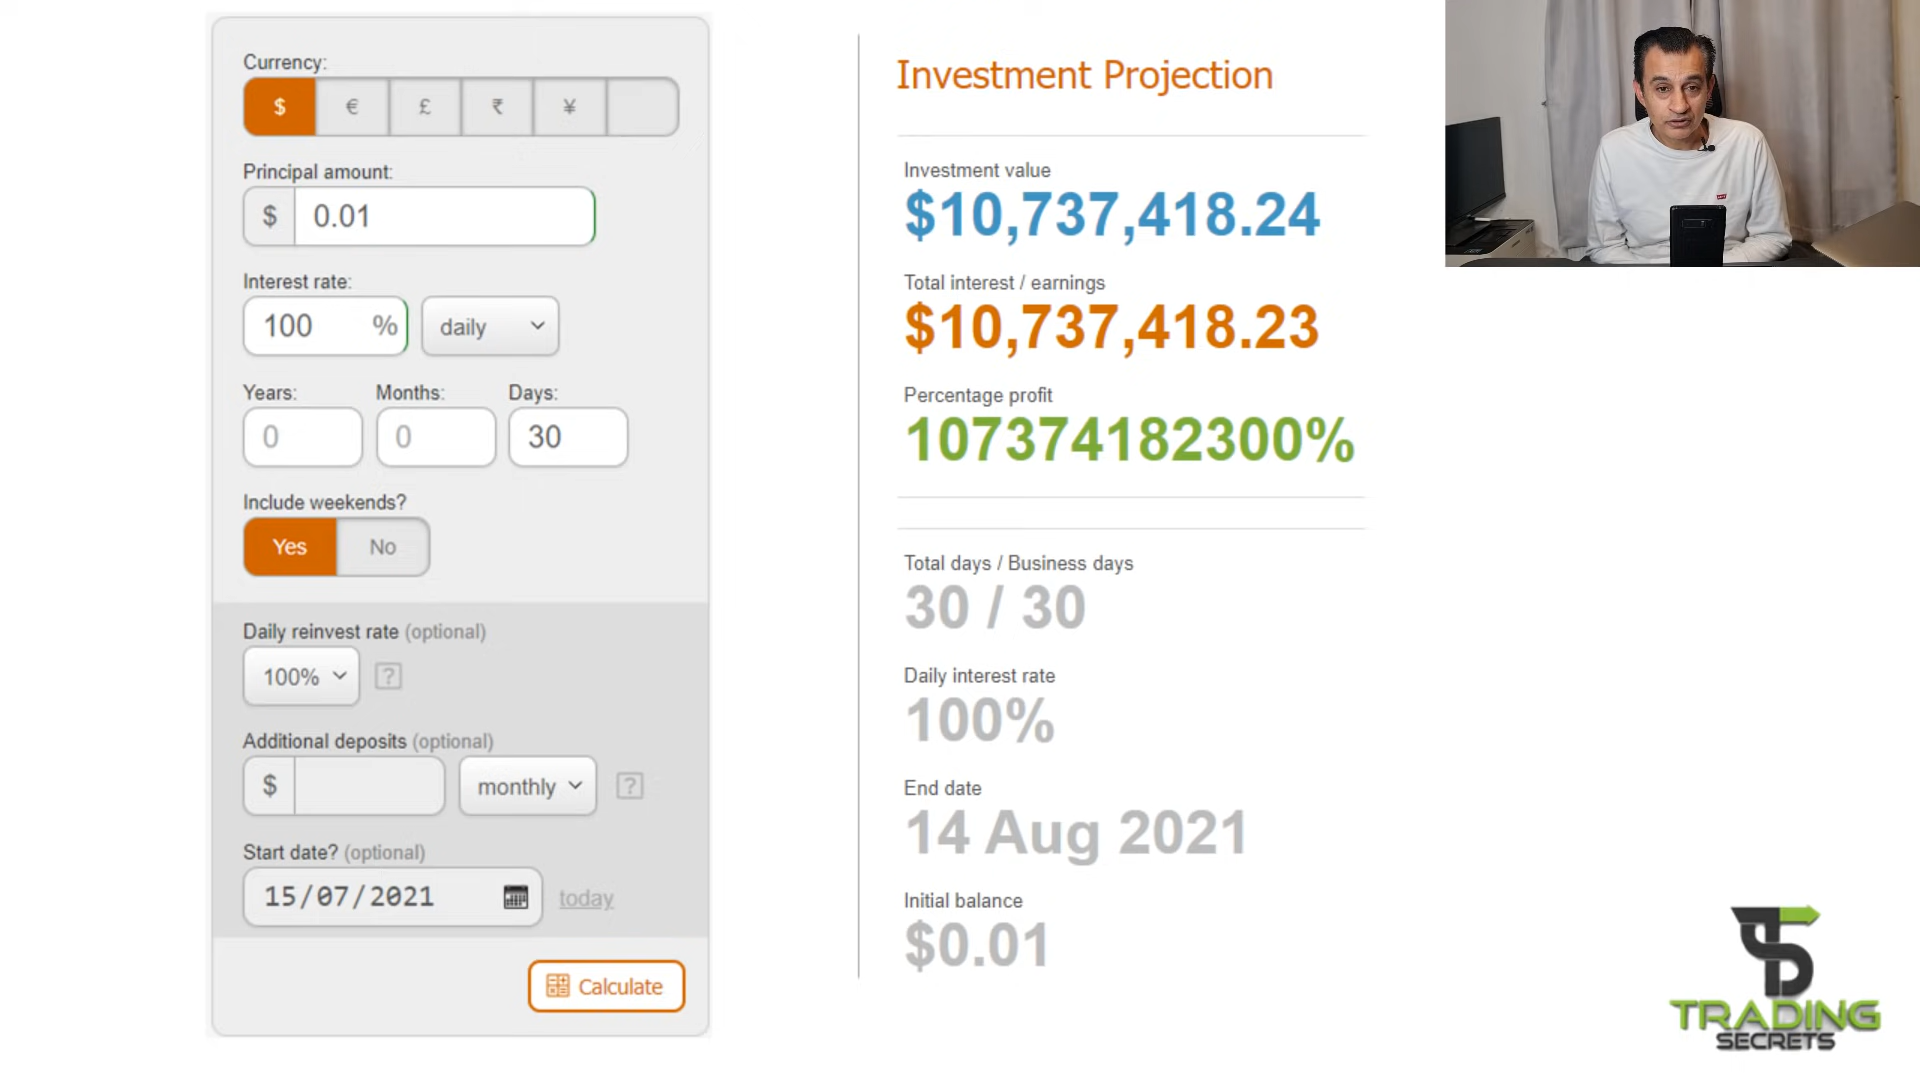 Currency:
$ € £ ₹ ¥
Principal amount:
$ 0.01
Interest rate:
100 % daily
Years: Months: Days:
0 0 30
Include weekends?
Yes No
Daily reinvest rate (optional)
100% ?
Additional deposits (optional)
$ monthly ?
Start date? (optional)
15/07/2021 today
Calculate
Investment Projection
Investment value
$10,737,418.24
Total interest / earnings
$10,737,418.23
Percentage profit
107374182300%
Total days / Business days
30 / 30
Daily interest rate
100%
End date
14 Aug 2021
Initial balance
$0.01
TS
TRADING
SECRETS